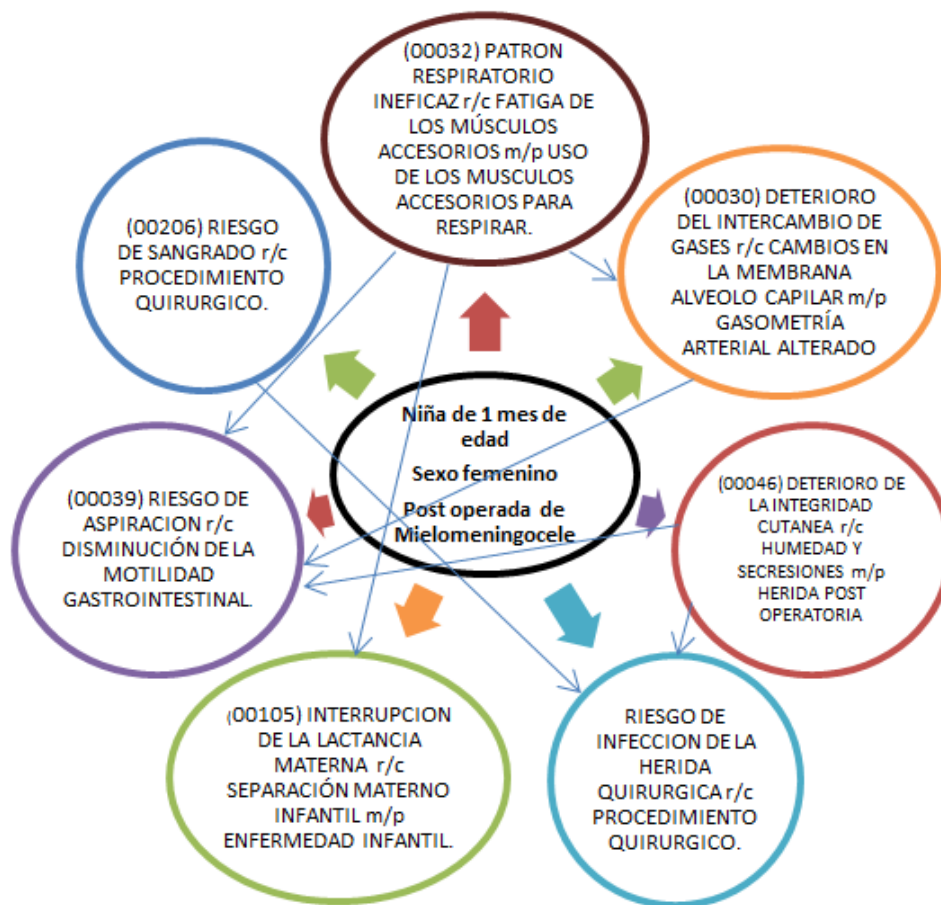 (00032) PATRON
RESPIRATORIO
INEFICAZ r/c FATIGA DE
LOS MÚSCULOS
ACCESORIOS m/p USO
DE LOS MUSCULOS
ACCESORIOS PARA
RESPIRAR.
(00206) RIESGO
DE SANGRADO r/c
PROCEDIMIENTO
QUIRURGICO.
(00030) DETERIORO
DEL INTERCAMBIO DE
GASES r/c CAMBIOS EN
LA MEMBRANA
ALVEOLO CAPILAR m/p
GASOMETRÍA
ARTERIAL ALTERADO
Niña de 1 mes de
edad
Sexo femenino
Post operada de
Mielomeningocele
(00039) RIESGO DE
ASPIRACION r/c
DISMINUCIÓN DE LA
MOTILIDAD
GASTROINTESTINAL.
(00046) DETERIORO DE
LA INTEGRIDAD
CUTANEA r/c
HUMEDAD Y
SECRESIONES m/p
HERIDA POST
OPERATORIA
(00105) INTERRUPCION
DE LA LACTANCIA
MATERNA r/c
SEPARACIÓN MATERNO
INFANTIL m/p
ENFERMEDAD INFANTIL.
RIESGO DE
INFECCION DE LA
HERIDA
QUIRURGICA r/c
PROCEDIMIENTO
QUIRURGICO.